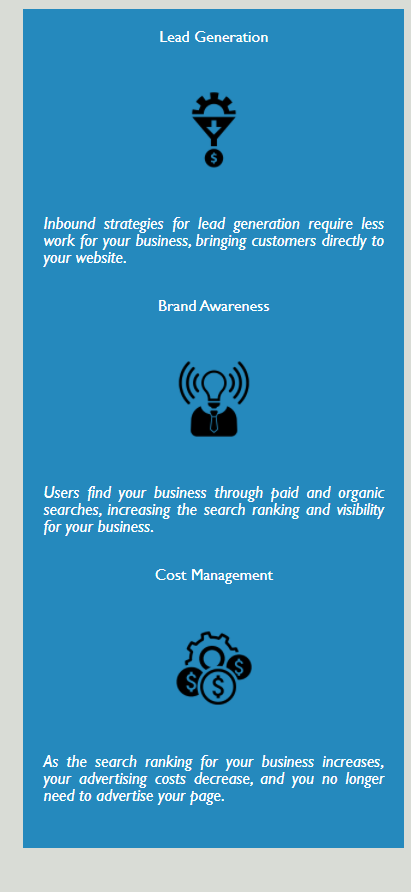 Lead Generation
$
Inbound strategies for lead generation require less
work for your business, bringing customers directly to
your website.
Brand Awareness
Users find your business through paid and organic
searches, increasing the search ranking and visibility
for your business.
Cost Management
$ $ $
As the search ranking for your business increases,
your advertising costs decrease, and you no longer
need to advertise your page.